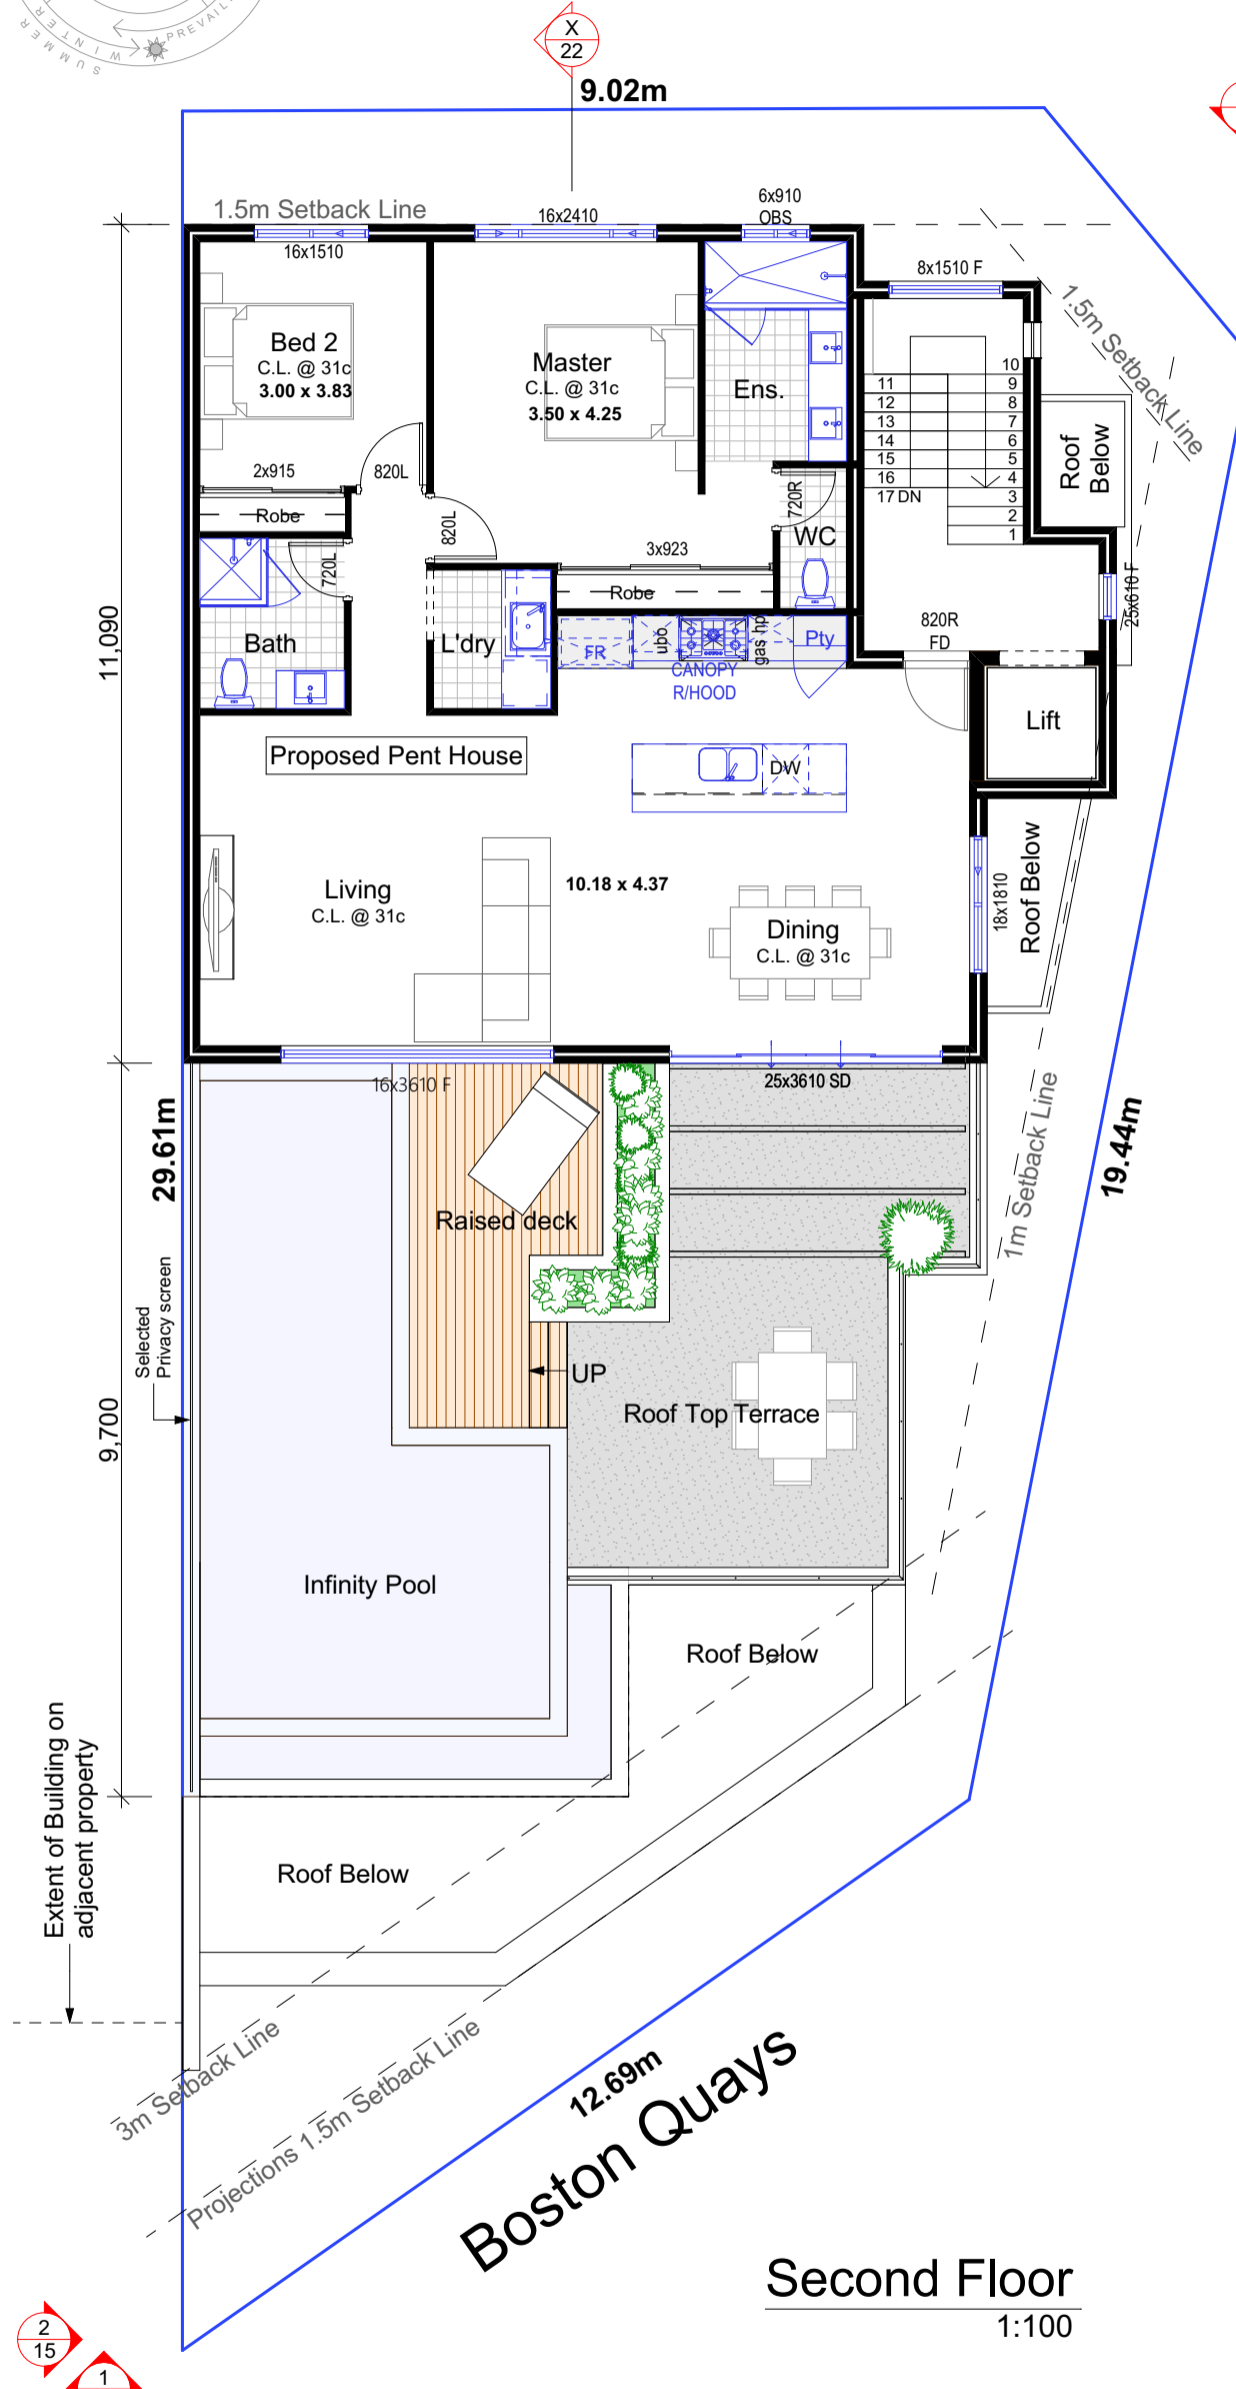 SUMMER
WINTER
X
22
9.02m
1.5m Setback Line
16x2410
6x910
OBS
16x1510
8x1510 F
1.5m Setback Line
Bed 2
C.L. @ 31c
3.00 x 3.83
Master
C.L. @ 31c
3.50 x 4.25
Ens.
10
11
9
12
8
13
7
14
6
15
5
16
4
17 DN
3
2
1
Roof
Below
2x915
820L
Robe
820L
720R
WC
720L
3x923
Robe
25x610 F
11,090
Bath
L'dry
FR
ubo
gas hp
Pty
CANOPY
R/HOOD
820R
FD
Lift
Proposed Pent House
DW
Living
C.L. @ 31c
10.18 x 4.37
Dining
C.L. @ 31c
18x1810
Roof Below
16x3610 F
25x3610 SD
29.61m
19.44m
1m Setback Line
Raised deck
Selected
Privacy screen
UP
Roof Top Terrace
9,700
Infinity Pool
Roof Below
Extent of Building on
adjacent property
Roof Below
3m Setback Line
Projections 1.5m Setback Line
12.69m
Boston Quays
Second Floor
1:100
2
15
1